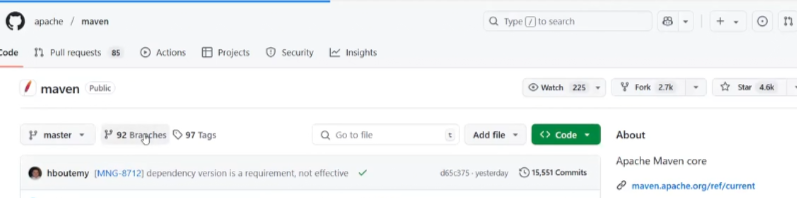 apache / maven
Type / to search
Code
Pull requests 85
Actions
Projects
Security
Insights
maven Public
Watch 225
Fork 2.7k
Star 4.6k
master
92 Branches
97 Tags
Go to file t
Add file
<> Code
About
hboutemy [MNG-8712] dependency version is a requirement, not effective
d65c375 · yesterday
15,551 Commits
Apache Maven core
maven.apache.org/ref/current